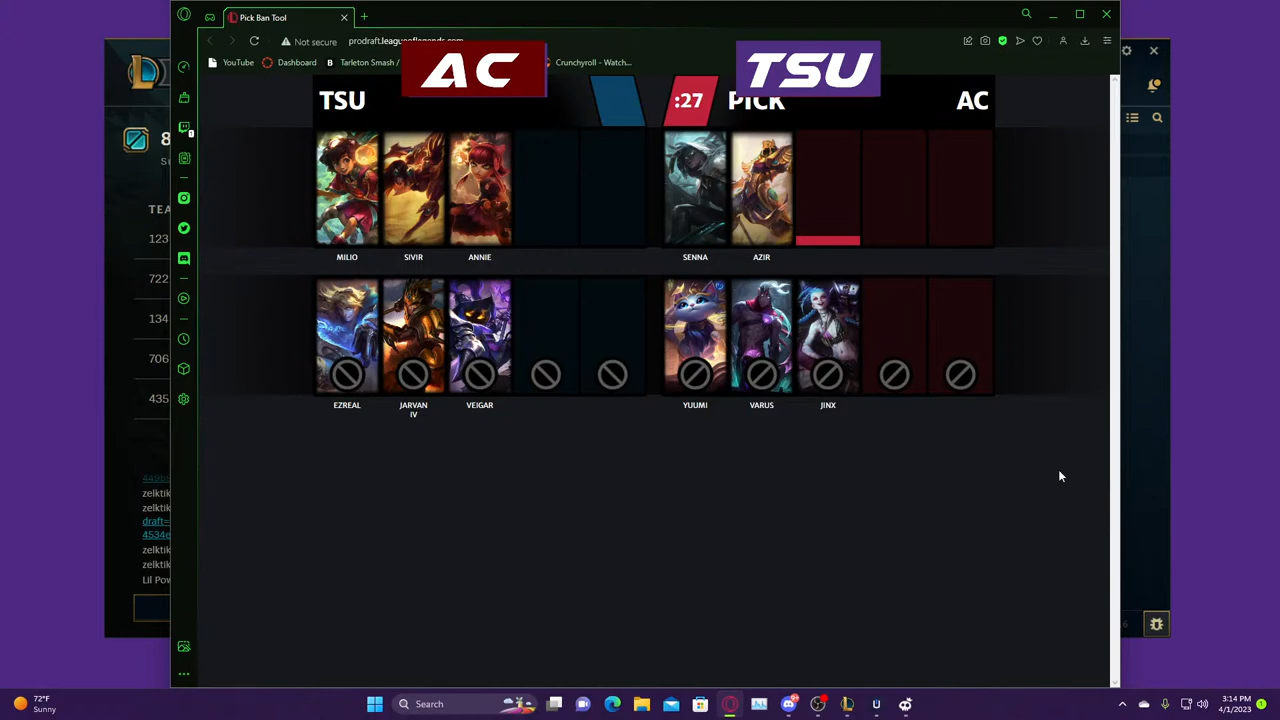 Pick Ban Tool
Not secure
prodraft.leagueoflegends.com
YouTube
Dashboard
Tarleton Smash /
Crunchyroll - Watch...
AC
TSU
TSU
:27
PICK
AC
MILIO
SIVIR
ANNIE
SENNA
AZIR
EZREAL
JARVAN
IV
VEIGAR
YUUMI
VARUS
JINX
8
TEA
123
722
134
706
435
449b
zelktik
zelktik
draft=
4534e
zelktik
zelktik
Lil Pow
72°F
Sunny
Search
3:14 PM
4/1/2023